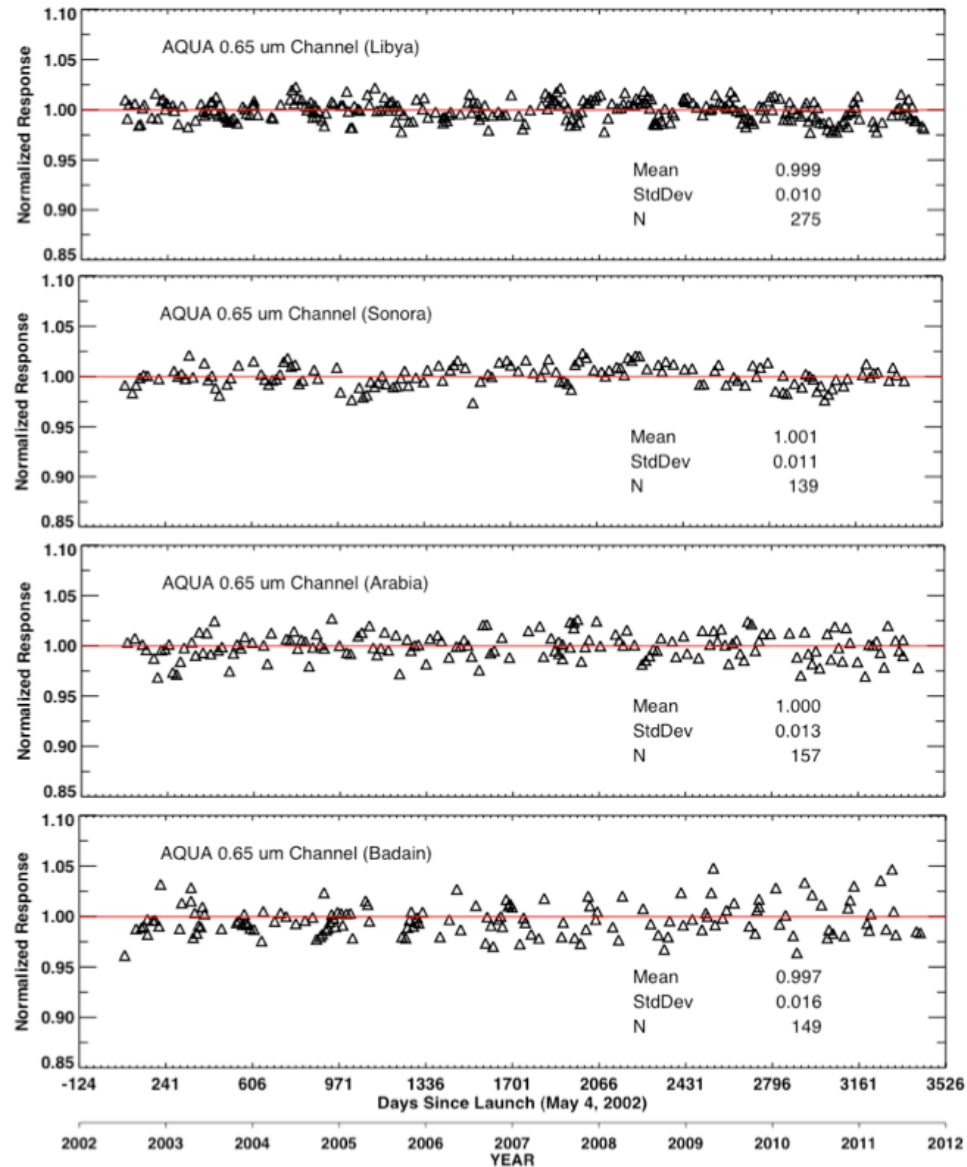 1.10
AQUA 0.65 um Channel (Libya)
1.05
1.00
0.95
0.90
0.85
Normalized Response
Mean 0.999
StdDev 0.010
N 275
1.10
AQUA 0.65 um Channel (Sonora)
1.05
1.00
0.95
0.90
0.85
Normalized Response
Mean 1.001
StdDev 0.011
N 139
1.10
AQUA 0.65 um Channel (Arabia)
1.05
1.00
0.95
0.90
0.85
Normalized Response
Mean 1.000
StdDev 0.013
N 157
1.10
AQUA 0.65 um Channel (Badain)
1.05
1.00
0.95
0.90
0.85
Normalized Response
Mean 0.997
StdDev 0.016
N 149
-124 241 606 971 1336 1701 2066 2431 2796 3161 3526
Days Since Launch (May 4, 2002)
2002 2003 2004 2005 2006 2007 2008 2009 2010 2011 2012
YEAR